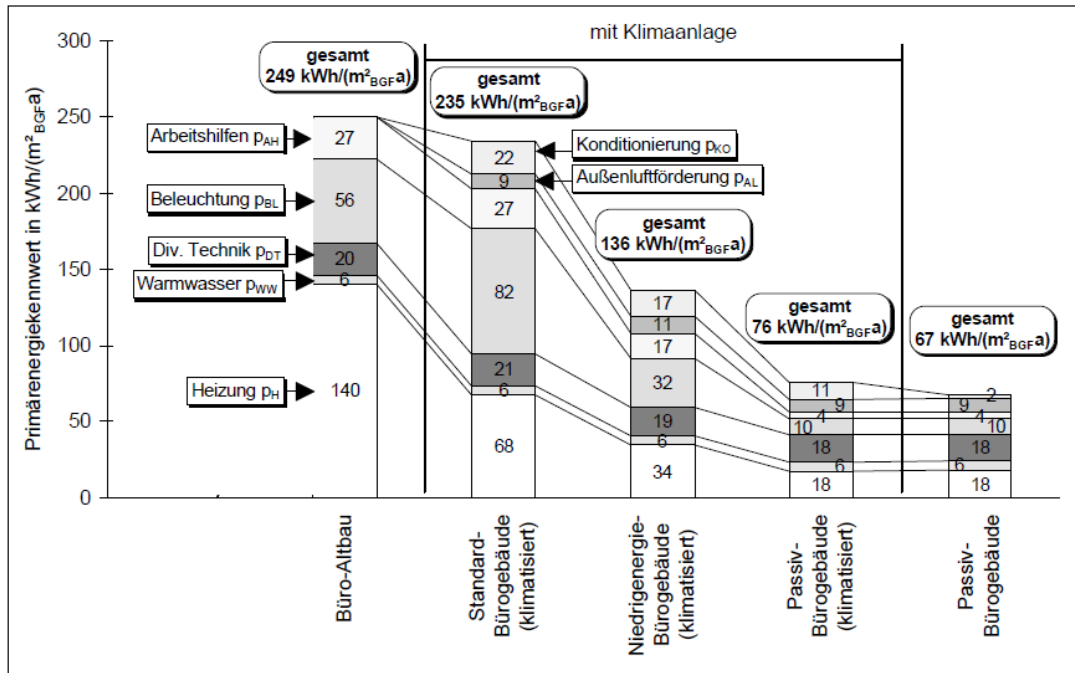 mit Klimaanlage
Primärenergiekennwert in kWh/(m²BGFa)
300
250
200
150
100
50
0
gesamt
249 kWh/(m²BGFa)
gesamt
235 kWh/(m²BGFa)
gesamt
136 kWh/(m²BGFa)
gesamt
76 kWh/(m²BGFa)
gesamt
67 kWh/(m²BGFa)
Arbeitshilfen pAH
Beleuchtung pBL
Div. Technik pDT
Warmwasser pWW
Heizung pH
Konditionierung pKO
Außenluftförderung pAL
27
56
20
6
140
22
9
27
82
21
6
68
17
11
17
32
19
6
34
11
9
4
10
18
6
18
2
9
4
10
18
6
18
Büro-Altbau
Standard-
Bürogebäude
(klimatisiert)
Niedrigenergie-
Bürogebäude
(klimatisiert)
Passiv-
Bürogebäude
(klimatisiert)
Passiv-
Bürogebäude